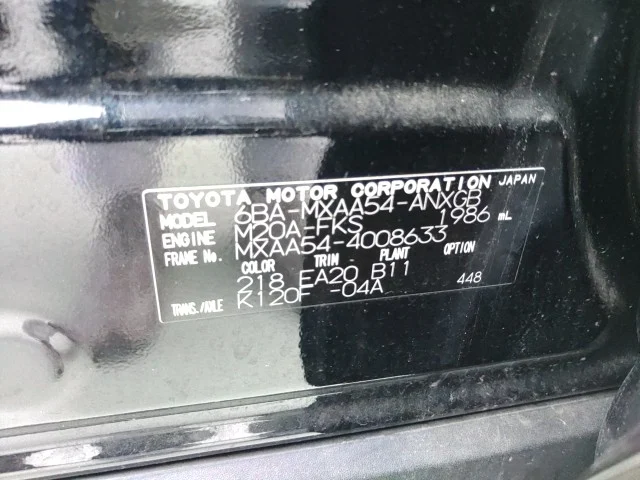 TOYOTA MOTOR CORPORATION JAPAN
MODEL 6BA-MXAA54-ANXGB
ENGINE M20A-FKS 1986 mL
FRAME No. MXAA54-4008633
COLOR TRIM PLANT OPTION
218 EA20 B11 448
TRANS./AXLE K120F -04A